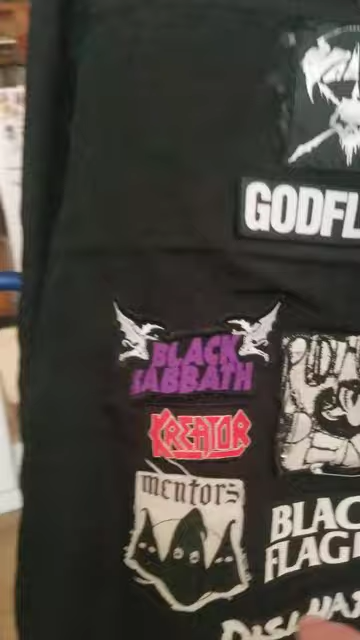 GODFL
BLACK
SABBATH
KREATOR
mentors
BLAC
FLAG